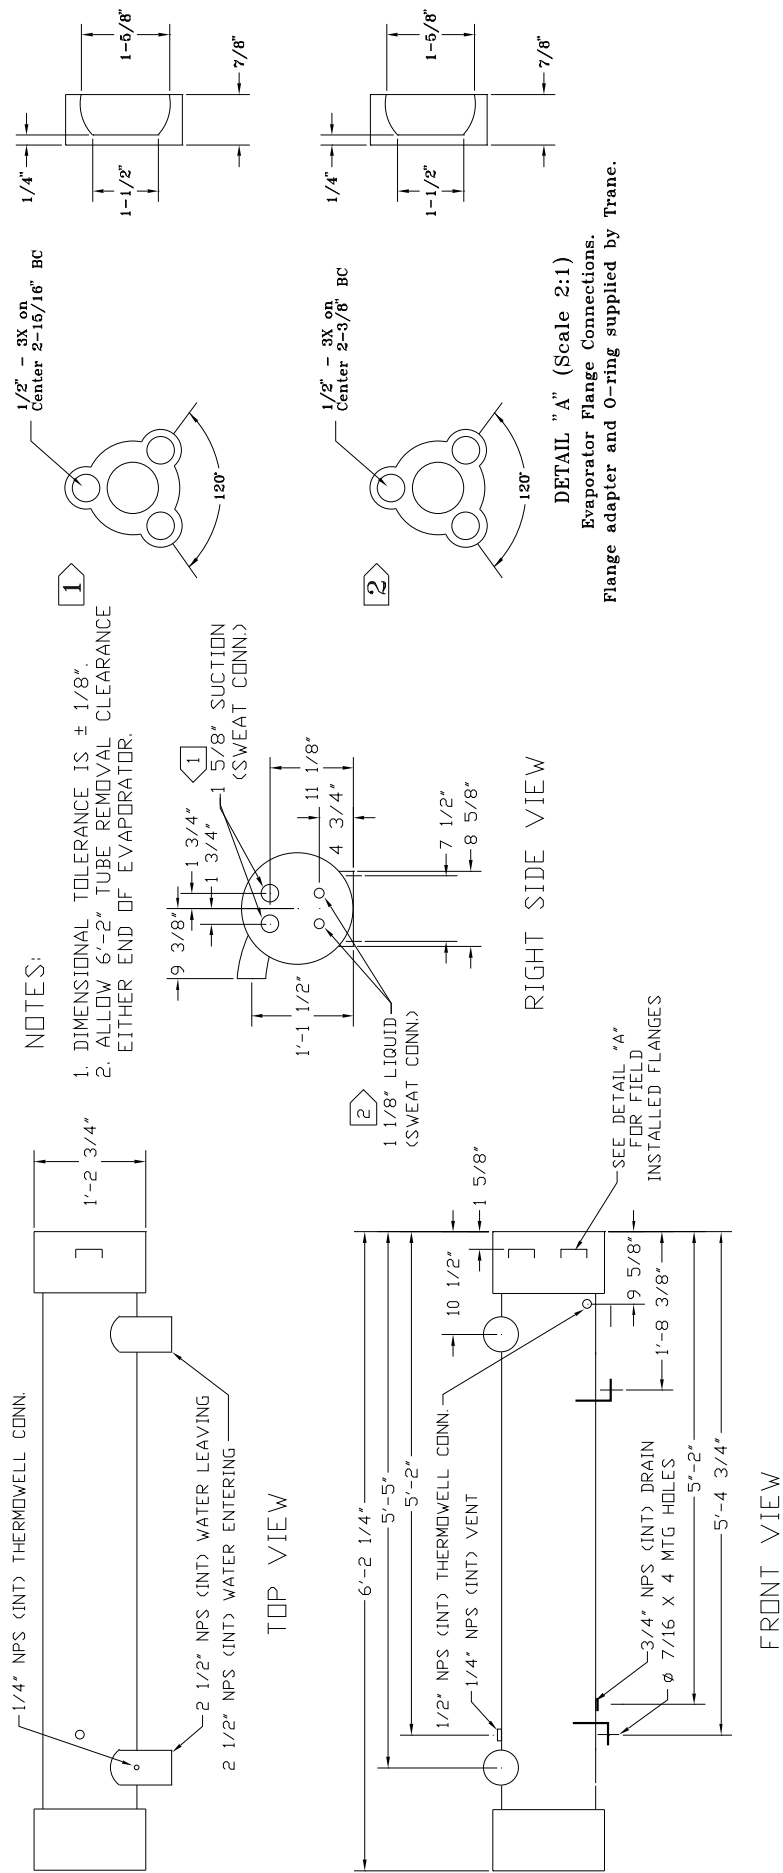 NOTES:
1. DIMENSIONAL TOLERANCE IS ± 1/8".
2. ALLOW 6'-2" TUBE REMOVAL CLEARANCE
EITHER END OF EVAPORATOR.
1/4" NPS (INT) THERMOWELL CONN.
1'-2 3/4"
2 1/2" NPS (INT) WATER LEAVING
2 1/2" NPS (INT) WATER ENTERING
TOP VIEW
6'-2 1/4"
5'-5"
5'-2"
10 1/2"
1 5/8"
1/2" NPS (INT) THERMOWELL CONN.
1/4" NPS (INT) VENT
SEE DETAIL "A"
FOR FIELD
INSTALLED FLANGES
9 5/8"
1'-8 3/8"
3/4" NPS (INT) DRAIN
ø 7/16 X 4 MTG HOLES
5"-2"
5'-4 3/4"
FRONT VIEW
9 3/8"
1 3/4"
1 3/4"
1
1 5/8" SUCTION
(SWEAT CONN.)
1'-1 1/2"
11 1/8"
4 3/4"
2
1 1/8" LIQUID
(SWEAT CONN.)
7 1/2"
8 5/8"
RIGHT SIDE VIEW
1
1/2" - 3X on
Center 2-15/16" BC
120°
1/4"
1-5/8"
1-1/2"
7/8"
2
1/2" - 3X on
Center 2-3/8" BC
120°
1/4"
1-5/8"
1-1/2"
7/8"
DETAIL "A" (Scale 2:1)
Evaporator Flange Connections.
Flange adapter and O-ring supplied by Trane.